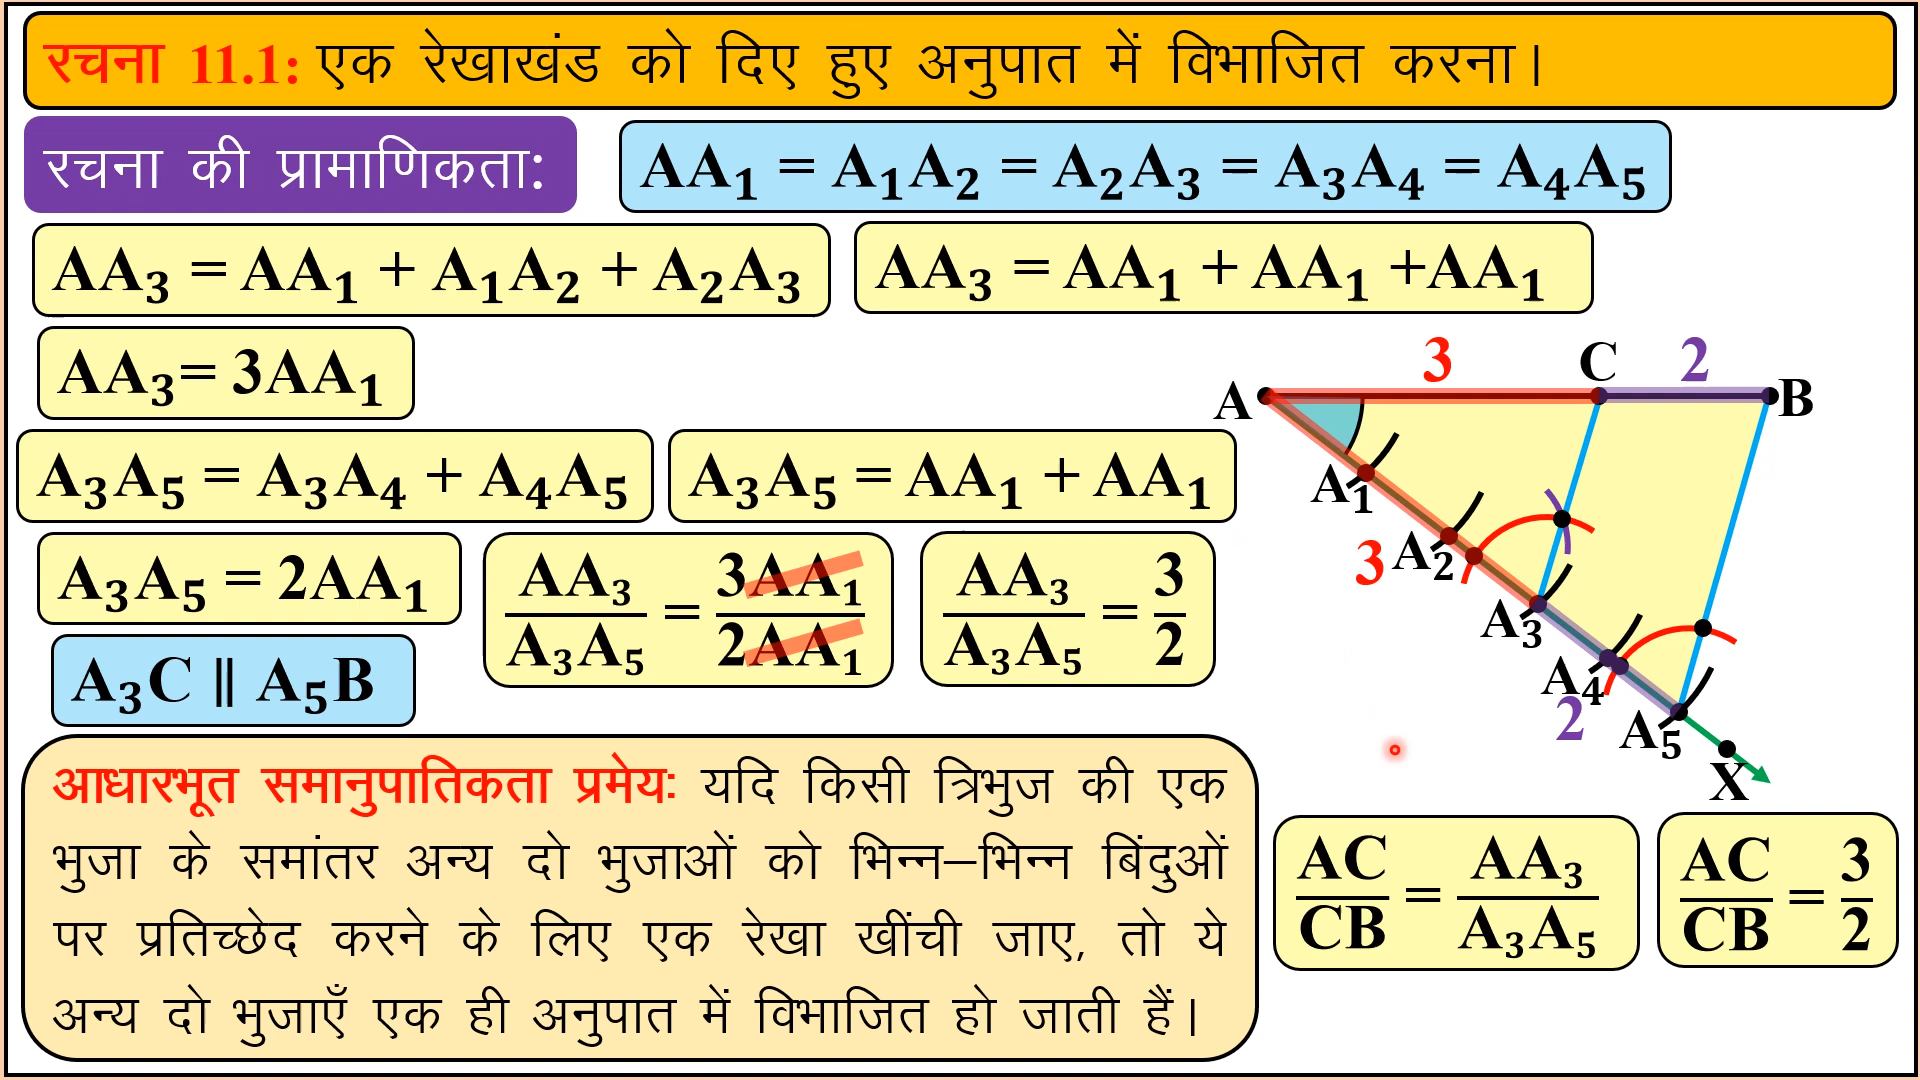 रचना 11.1: एक रेखाखंड को दिए हुए अनुपात में विभाजित करना।
रचना की प्रामाणिकता:
AA₁ = A₁A₂ = A₂A₃ = A₃A₄ = A₄A₅
AA₃ = AA₁ + A₁A₂ + A₂A₃
AA₃ = AA₁ + AA₁ +AA₁
AA₃= 3AA₁
A₃A₅ = A₃A₄ + A₄A₅
A₃A₅ = AA₁ + AA₁
A₃A₅ = 2AA₁
AA₃/A₃A₅ = 3AA₁/2AA₁
AA₃/A₃A₅ = 3/2
A₃C ∥ A₅B
A
3
C
2
B
A₁
3
A₂
A₃
A₄
2
A₅
X
आधारभूत समानुपातिकता प्रमेय: यदि किसी त्रिभुज की एक
भुजा के समांतर अन्य दो भुजाओं को भिन्न–भिन्न बिंदुओं
पर प्रतिच्छेद करने के लिए एक रेखा खींची जाए, तो ये
अन्य दो भुजाएँ एक ही अनुपात में विभाजित हो जाती हैं।
AC/CB = AA₃/A₃A₅
AC/CB = 3/2